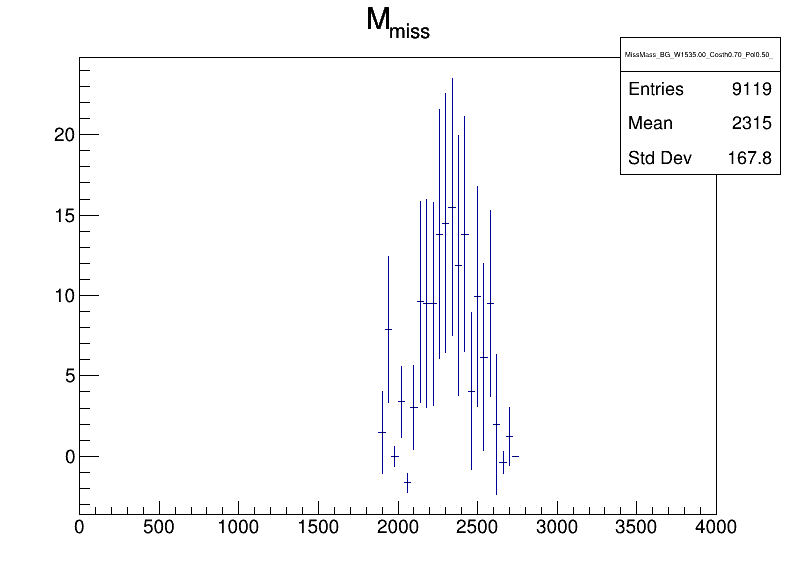 M_miss
MissMass_BG_W1535.00_Costh0.70_Pol0.50_
Entries 9119
Mean 2315
Std Dev 167.8
20
15
10
5
0
0 500 1000 1500 2000 2500 3000 3500 4000